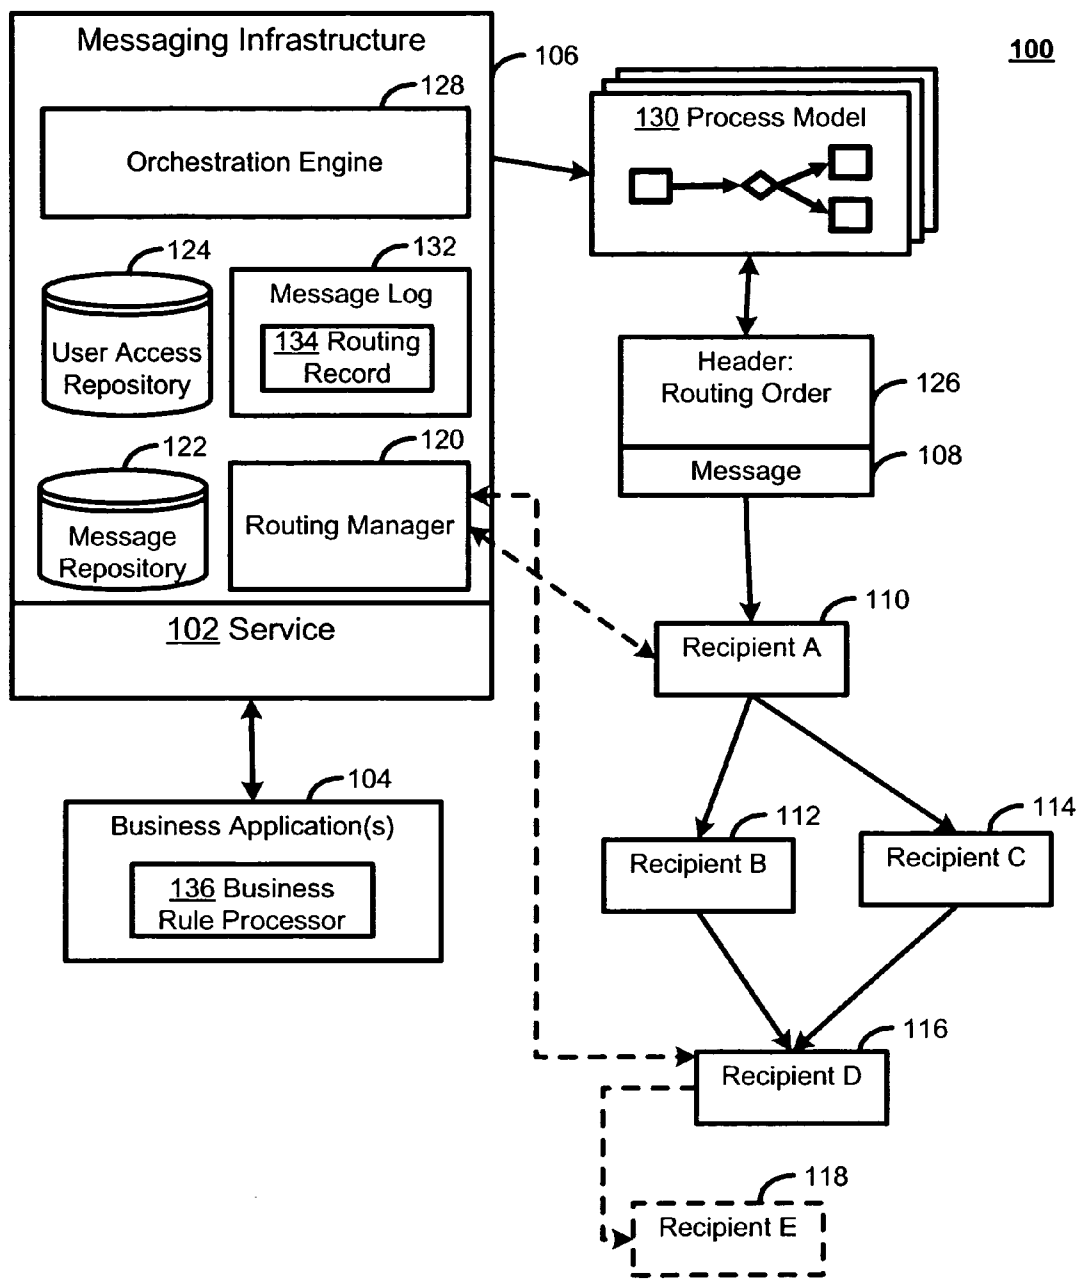 Messaging Infrastructure
106
100
128
Orchestration Engine
130 Process Model
124
132
User Access
Repository
Message Log
134 Routing
Record
Header:
Routing Order
126
122
120
Message
Repository
Routing Manager
Message
108
102 Service
110
Recipient A
104
Business Application(s)
136 Business
Rule Processor
112
Recipient B
114
Recipient C
116
Recipient D
118
Recipient E